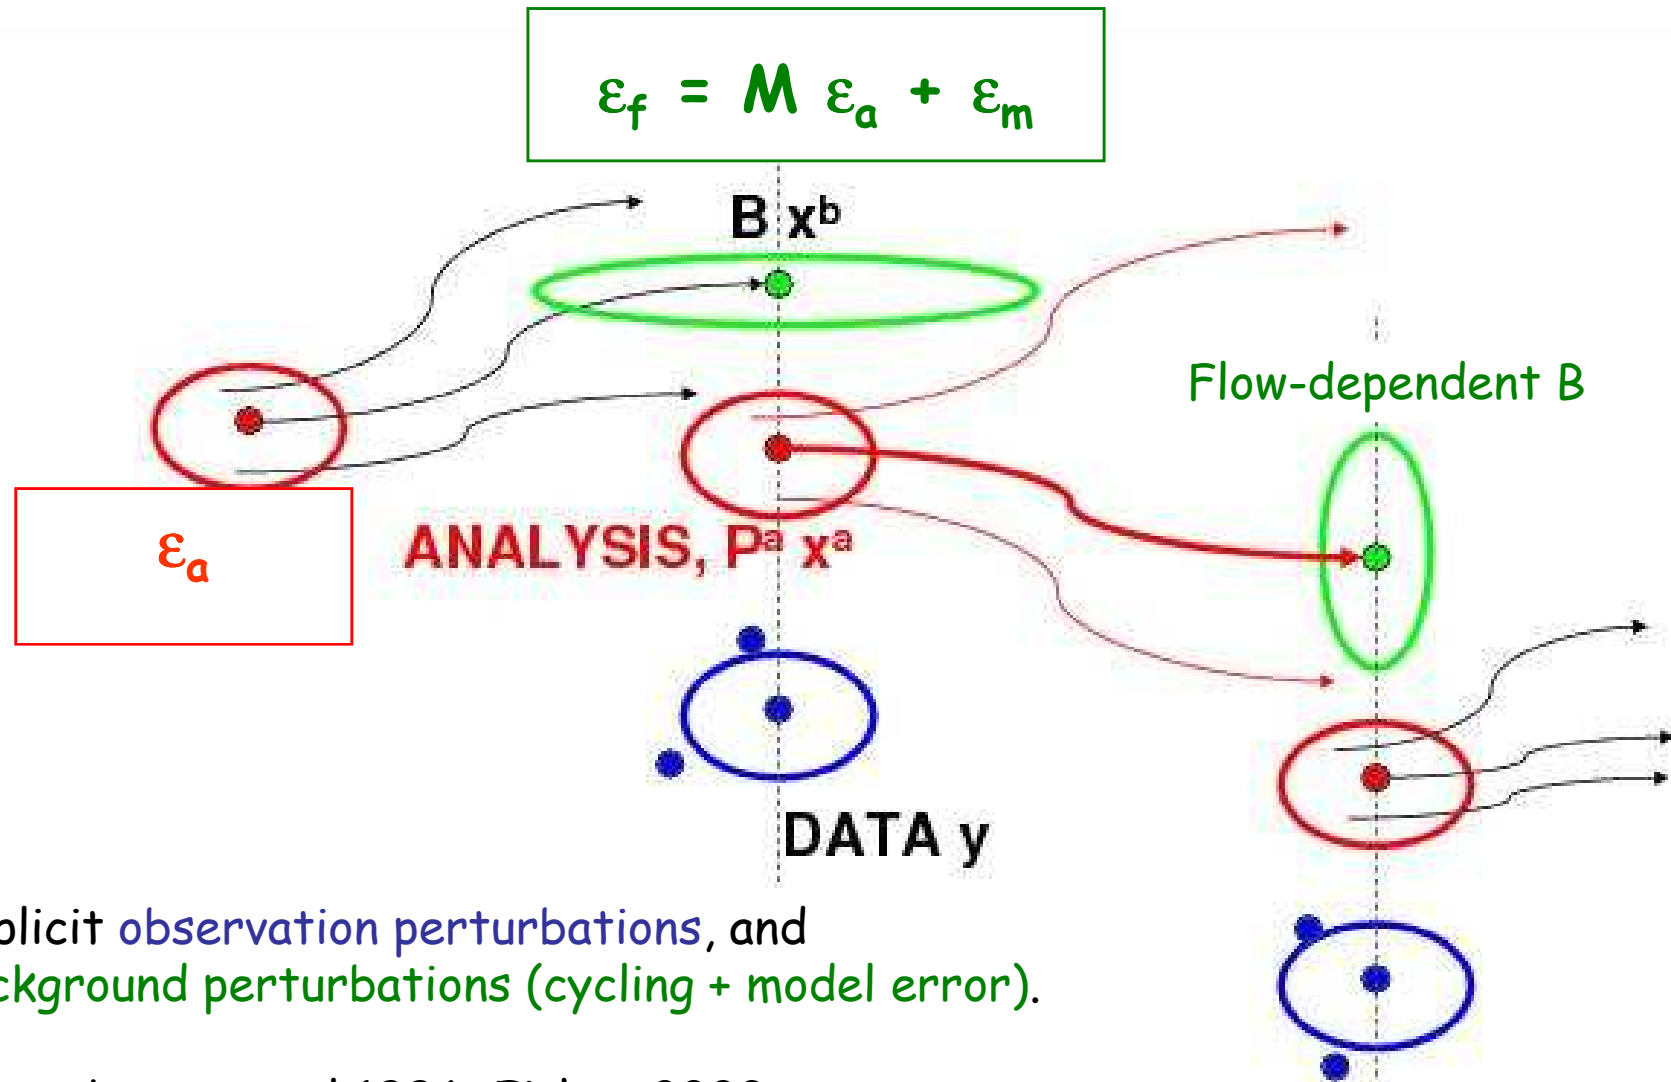 εf = M εa + εm
B xᵇ
Flow-dependent B
εa
ANALYSIS, Pᵃ xᵃ
DATA y
plicit observation perturbations, and
ckground perturbations (cycling + model error).